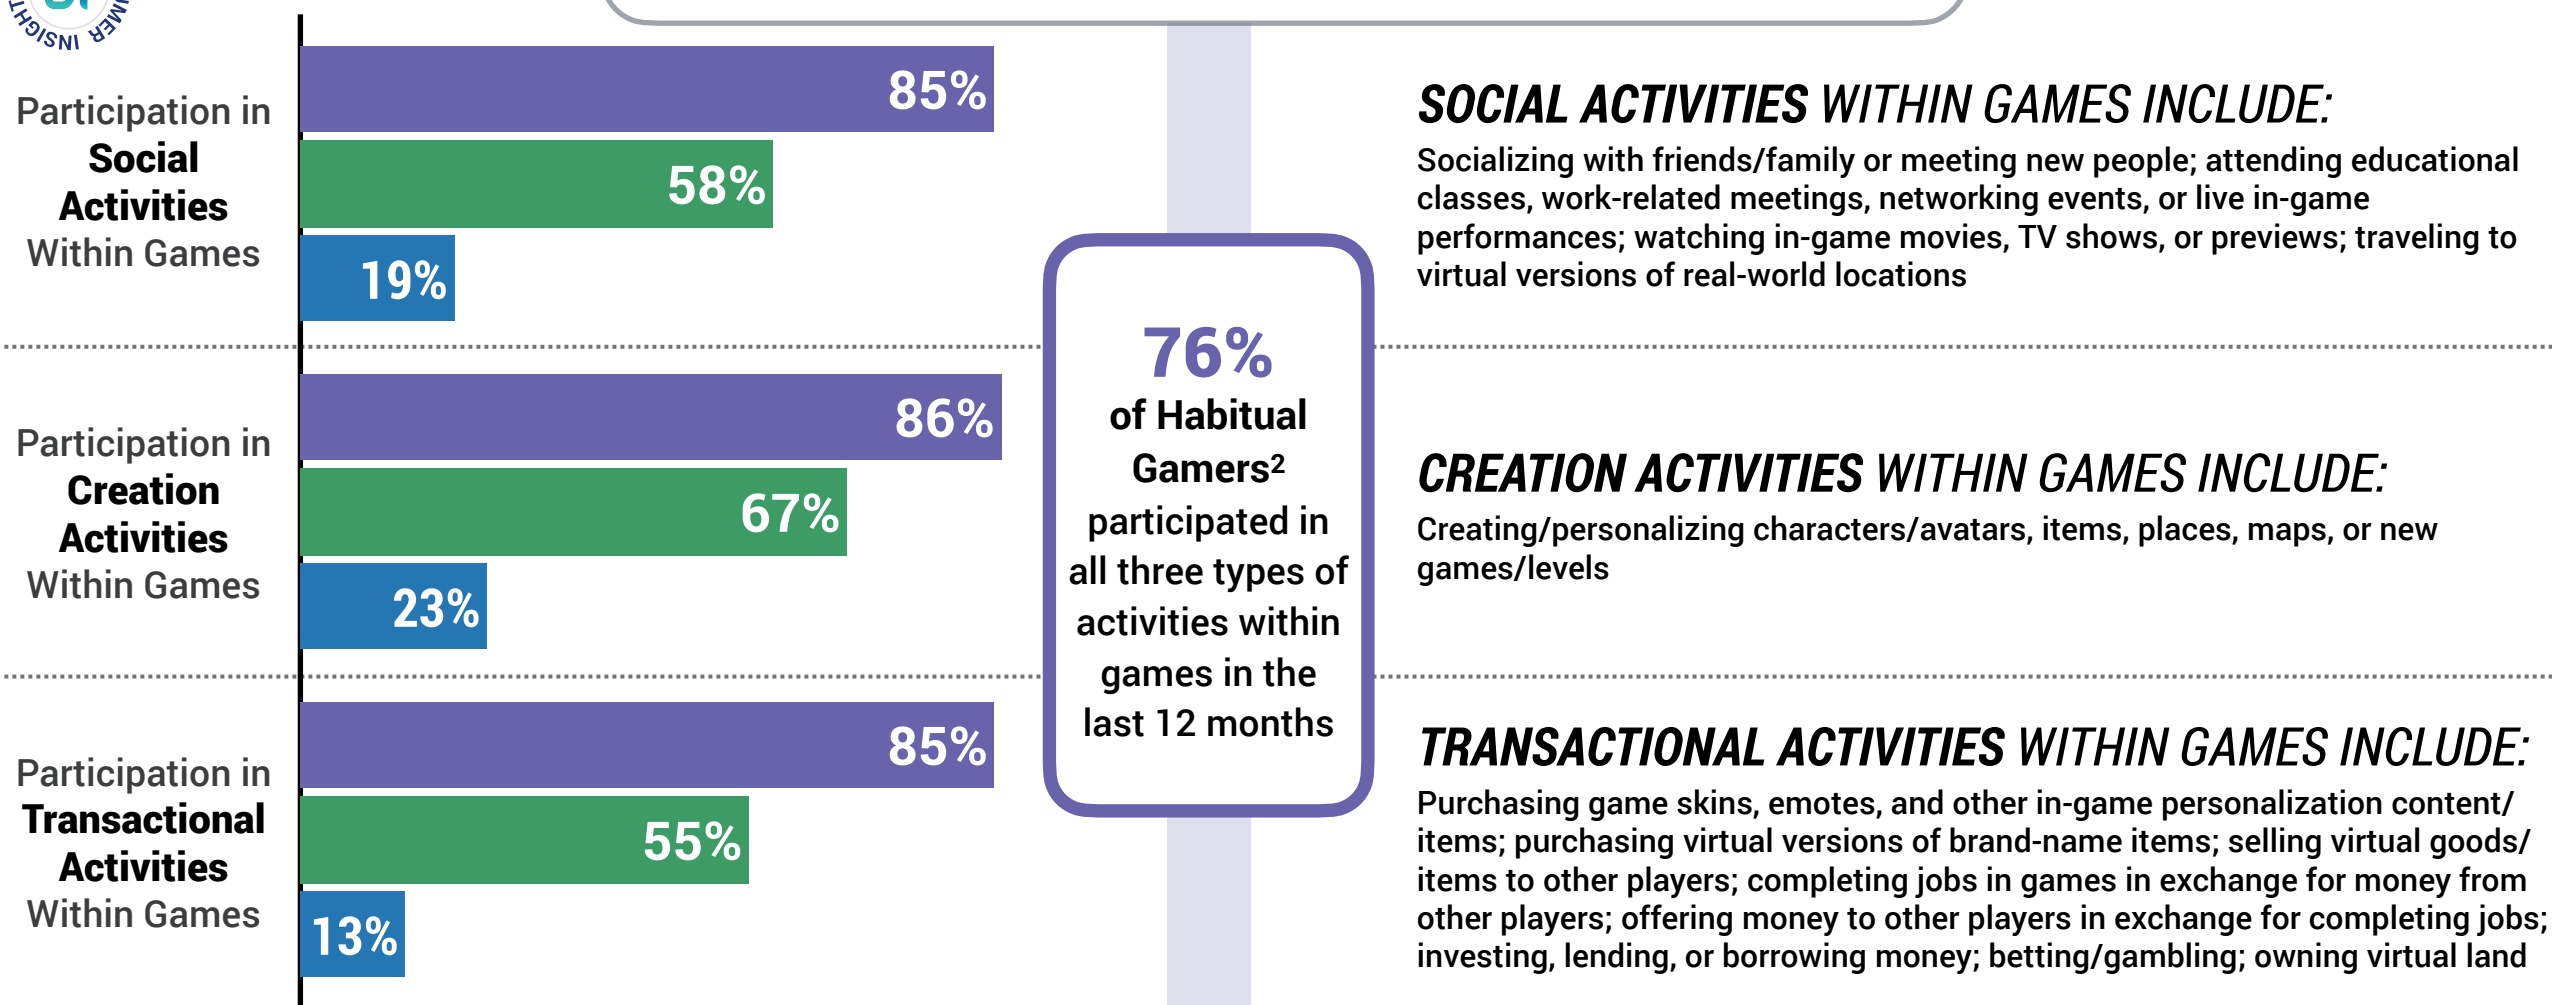 INSIGHT
Participation in
Social
Activities
Within Games
85%
58%
19%
SOCIAL ACTIVITIES WITHIN GAMES INCLUDE:
Socializing with friends/family or meeting new people; attending educational
classes, work-related meetings, networking events, or live in-game
performances; watching in-game movies, TV shows, or previews; traveling to
virtual versions of real-world locations
76%
of Habitual
Gamers²
participated in
all three types of
activities within
games in the
last 12 months
Participation in
Creation
Activities
Within Games
86%
67%
23%
CREATION ACTIVITIES WITHIN GAMES INCLUDE:
Creating/personalizing characters/avatars, items, places, maps, or new
games/levels
Participation in
Transactional
Activities
Within Games
85%
55%
13%
TRANSACTIONAL ACTIVITIES WITHIN GAMES INCLUDE:
Purchasing game skins, emotes, and other in-game personalization content/
items; purchasing virtual versions of brand-name items; selling virtual goods/
items to other players; completing jobs in games in exchange for money from
other players; offering money to other players in exchange for completing jobs;
investing, lending, or borrowing money; betting/gambling; owning virtual land